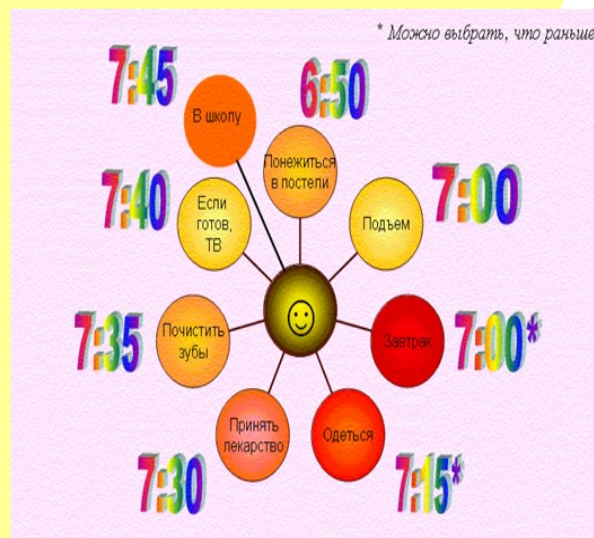 * Можно выбрать, что раньше
6:50
Понежиться
в постели
7:00
Подъем
7:00*
Завтрак
7:15*
Одеться
7:30
Принять
лекарство
7:35
Почистить
зубы
7:40
Если
готов,
ТВ
7:45
В школу